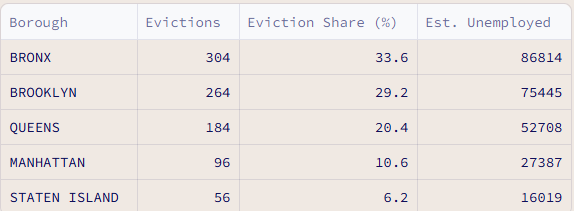 Borough Evictions Eviction Share (%) Est. Unemployed
BRONX 304 33.6 86814
BROOKLYN 264 29.2 75445
QUEENS 184 20.4 52708
MANHATTAN 96 10.6 27387
STATEN ISLAND 56 6.2 16019